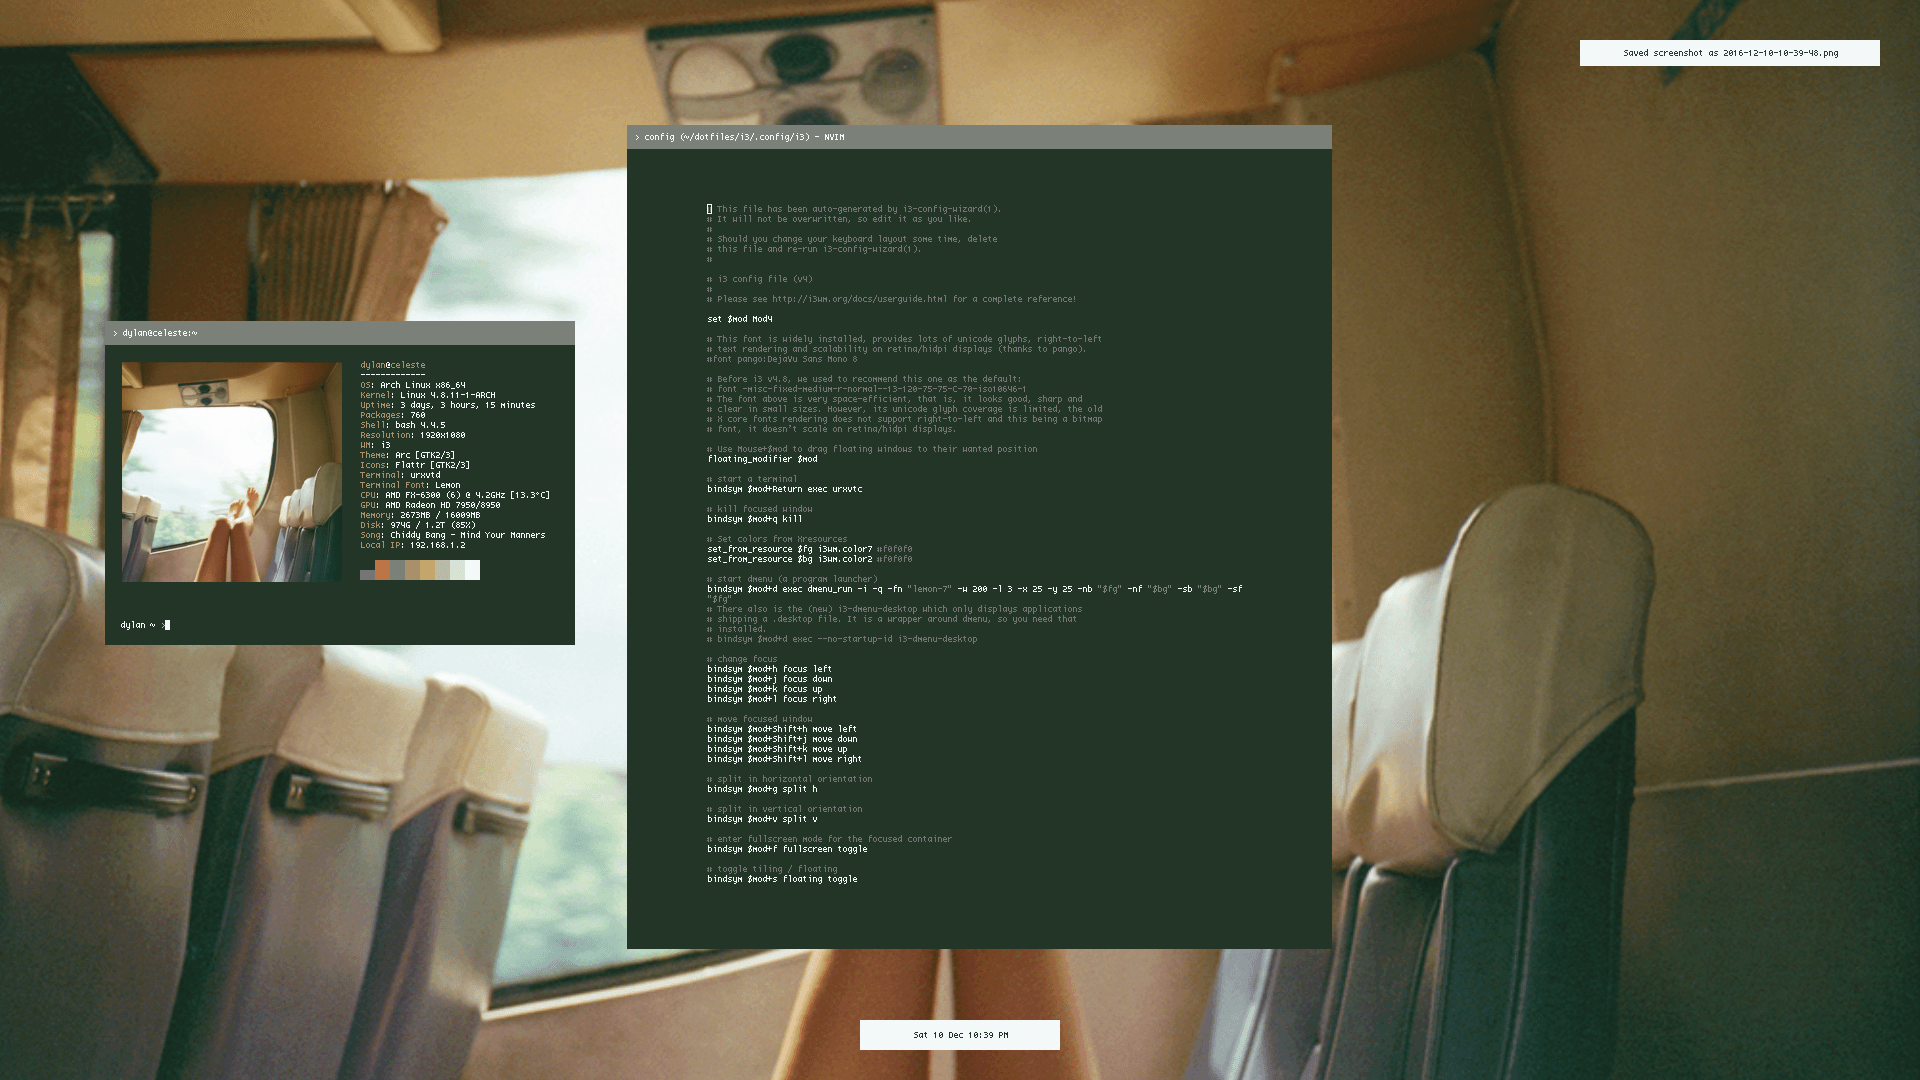 Saved screenshot as 2016-12-10-10-39-48.png
> config (~/dotfiles/i3/.config/i3) - NVIM
# This file has been auto-generated by i3-config-wizard(1).
# It will not be overwritten, so edit it as you like.
#
# Should you change your keyboard layout some time, delete
# this file and re-run i3-config-wizard(1).
#
# i3 config file (v4)
#
# Please see http://i3wm.org/docs/userguide.html for a complete reference!
set $mod Mod4
# This font is widely installed, provides lots of unicode glyphs, right-to-left
# text rendering and scalability on retina/hidpi displays (thanks to pango).
#font pango:DejaVu Sans Mono 8
# Before i3 v4.8, we used to recommend this one as the default:
# font -misc-fixed-medium-r-normal--13-120-75-75-C-70-iso10646-1
# The font above is very space-efficient, that is, it looks good, sharp and
# clear in small sizes. However, its unicode glyph coverage is limited, the old
# X core fonts rendering does not support right-to-left and this being a bitmap
# font, it doesn't scale on retina/hidpi displays.
# Use Mouse+$mod to drag floating windows to their wanted position
floating_modifier $mod
# start a terminal
bindsym $mod+Return exec urxvtc
# kill focused window
bindsym $mod+q kill
# Set colors from Xresources
set_from_resource $fg i3wm.color7 #f0f0f0
set_from_resource $bg i3wm.color2 #f0f0f0
# start dmenu (a program launcher)
bindsym $mod+d exec dmenu_run -i -q -fn "lemon-7" -w 200 -l 3 -x 25 -y 25 -nb "$fg" -nf "$bg" -sb "$bg" -sf
"$fg"
# There also is the (new) i3-dmenu-desktop which only displays applications
# shipping a .desktop file. It is a wrapper around dmenu, so you need that
# installed.
# bindsym $mod+d exec --no-startup-id i3-dmenu-desktop
# change focus
bindsym $mod+h focus left
bindsym $mod+j focus down
bindsym $mod+k focus up
bindsym $mod+l focus right
# move focused window
bindsym $mod+Shift+h move left
bindsym $mod+Shift+j move down
bindsym $mod+Shift+k move up
bindsym $mod+Shift+l move right
# split in horizontal orientation
bindsym $mod+g split h
# split in vertical orientation
bindsym $mod+v split v
# enter fullscreen mode for the focused container
bindsym $mod+f fullscreen toggle
# toggle tiling / floating
bindsym $mod+s floating toggle
> dylan@celeste:~
dylan@celeste
-------------
OS: Arch Linux x86_64
Kernel: Linux 4.8.11-1-ARCH
Uptime: 3 days, 3 hours, 15 minutes
Packages: 760
Shell: bash 4.4.5
Resolution: 1920x1080
WM: i3
Theme: Arc [GTK2/3]
Icons: Flattr [GTK2/3]
Terminal: urxvtd
Terminal Font: Lemon
CPU: AMD FX-6300 (6) @ 4.2GHz [13.3°C]
GPU: AMD Radeon HD 7950/8950
Memory: 2673MB / 16009MB
Disk: 974G / 1.2T (85%)
Song: Chiddy Bang - Mind Your Manners
Local IP: 192.168.1.2
dylan ~ >
Sat 10 Dec 10:39 PM